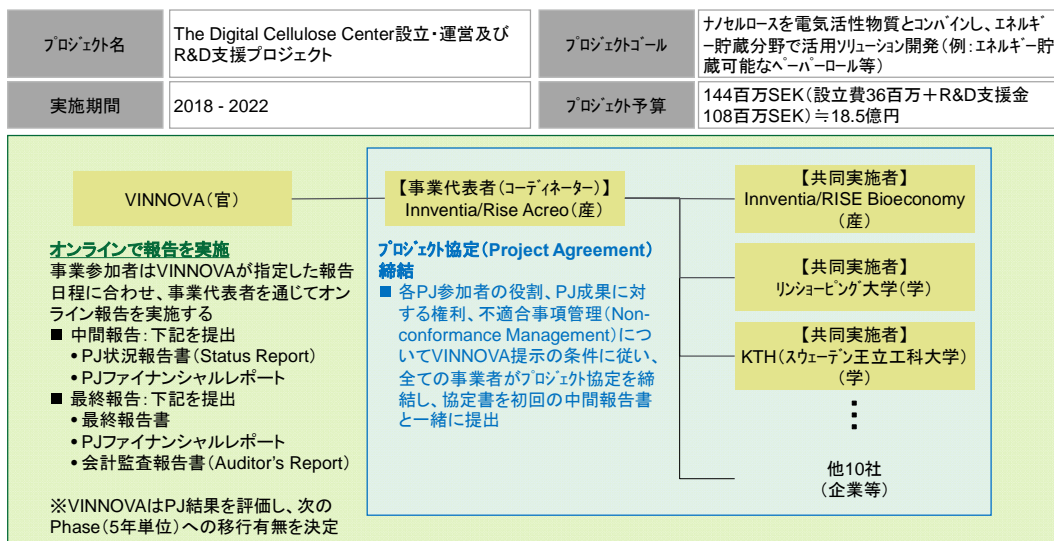 プロジェクト名
The Digital Cellulose Center設立・運営及び
R&D支援プロジェクト
プロジェクトゴール
ナノセルロースを電気活性物質とコンバインし、エネルギ
ー貯蔵分野で活用ソリューション開発（例：エネルギー貯
蔵可能なペーパーロール等）
実施期間
2018 - 2022
プロジェクト予算
144百万SEK（設立費36百万＋R&D支援金
108百万SEK）≒18.5億円
VINNOVA（官）
【事業代表者（コーディネーター）】
Innventia/Rise Acreo（産）
【共同実施者】
Innventia/RISE Bioeconomy
（産）
【共同実施者】
リンショーピング大学（学）
【共同実施者】
KTH（スウェーデン王立工科大学）
（学）
他10社
（企業等）
オンラインで報告を実施
事業参加者はVINNOVAが指定した報告
日程に合わせ、事業代表者を通じてオン
ライン報告を実施する
■ 中間報告：下記を提出
• PJ状況報告書（Status Report）
• PJファイナンシャルレポート
■ 最終報告：下記を提出
• 最終報告書
• PJファイナンシャルレポート
• 会計監査報告書（Auditor's Report）
※VINNOVAはPJ結果を評価し、次の
Phase（5年単位）への移行有無を決定
プロジェクト協定（Project Agreement）
締結
■ 各PJ参加者の役割、PJ成果に対
する権利、不適合事項管理（Non-
conformance Management）につ
いてVINNOVA提示の条件に従い、
全ての事業者がプロジェクト協定を締
結し、協定書を初回の中間報告書
と一緒に提出